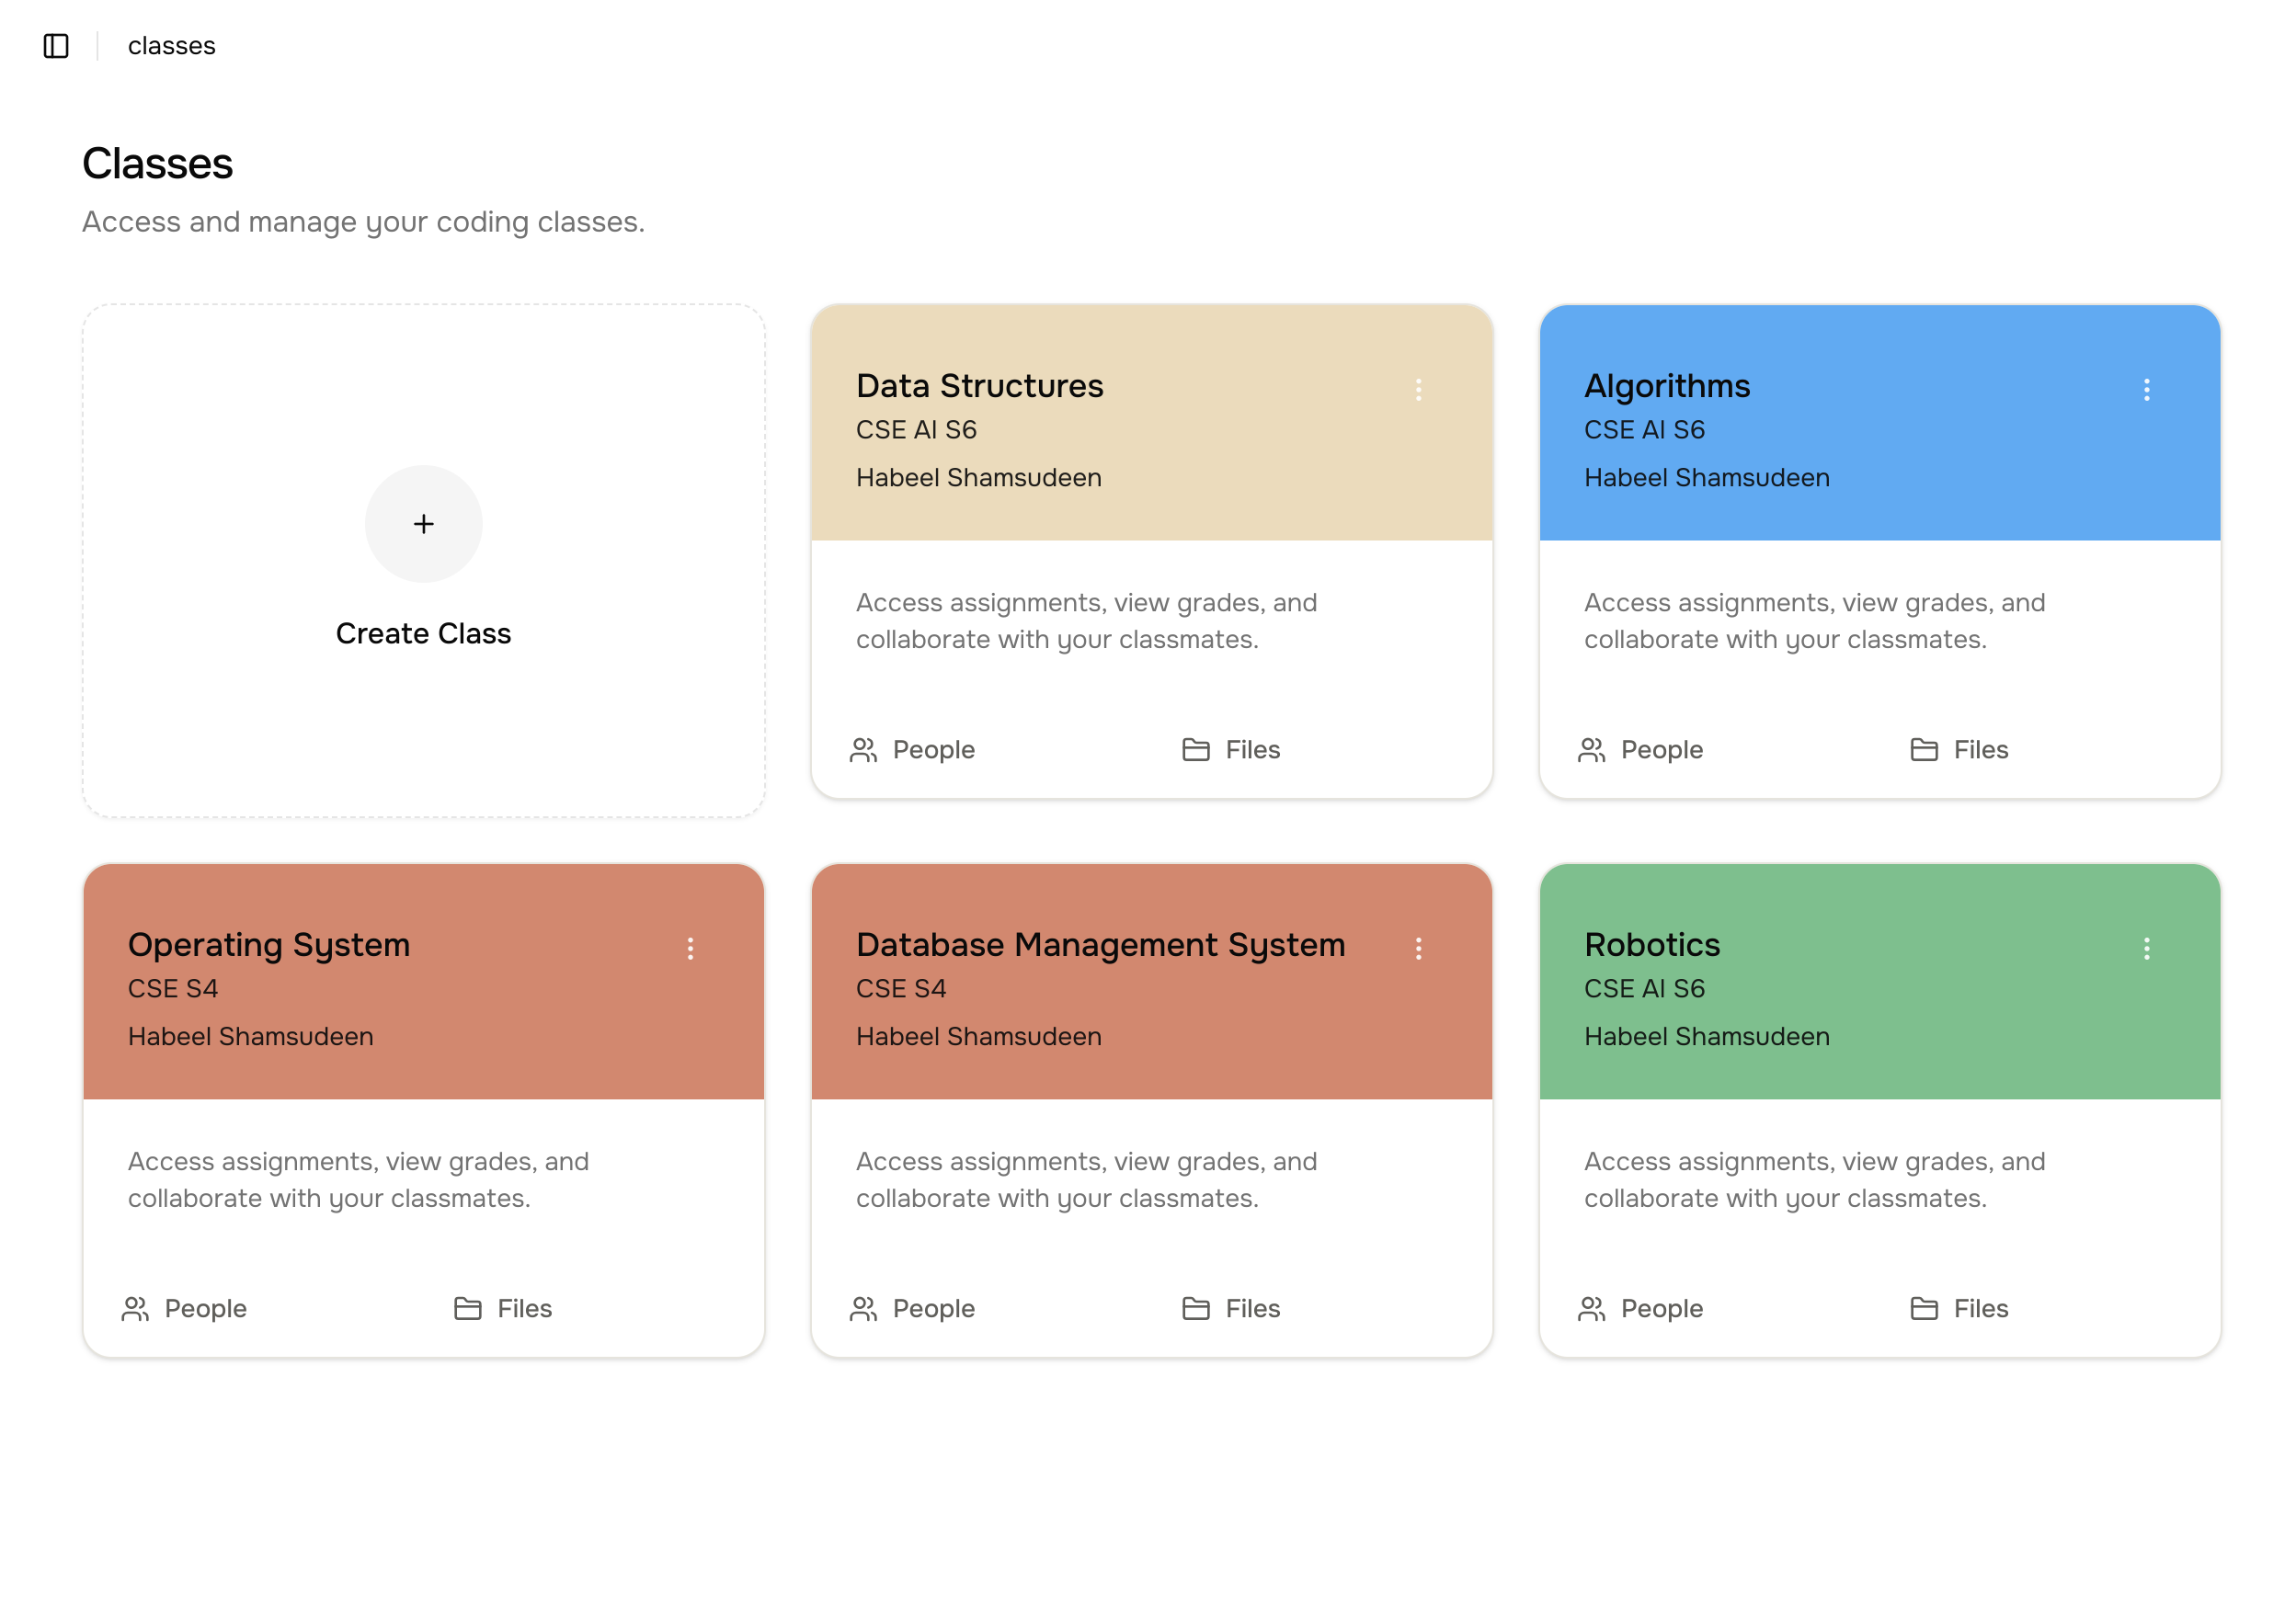 classes
Classes
Access and manage your coding classes.
Create Class
Data Structures
CSE AI S6
Habeel Shamsudeen
Access assignments, view grades, and
collaborate with your classmates.
People
Files
Algorithms
CSE AI S6
Habeel Shamsudeen
Access assignments, view grades, and
collaborate with your classmates.
People
Files
Operating System
CSE S4
Habeel Shamsudeen
Access assignments, view grades, and
collaborate with your classmates.
People
Files
Database Management System
CSE S4
Habeel Shamsudeen
Access assignments, view grades, and
collaborate with your classmates.
People
Files
Robotics
CSE AI S6
Habeel Shamsudeen
Access assignments, view grades, and
collaborate with your classmates.
People
Files